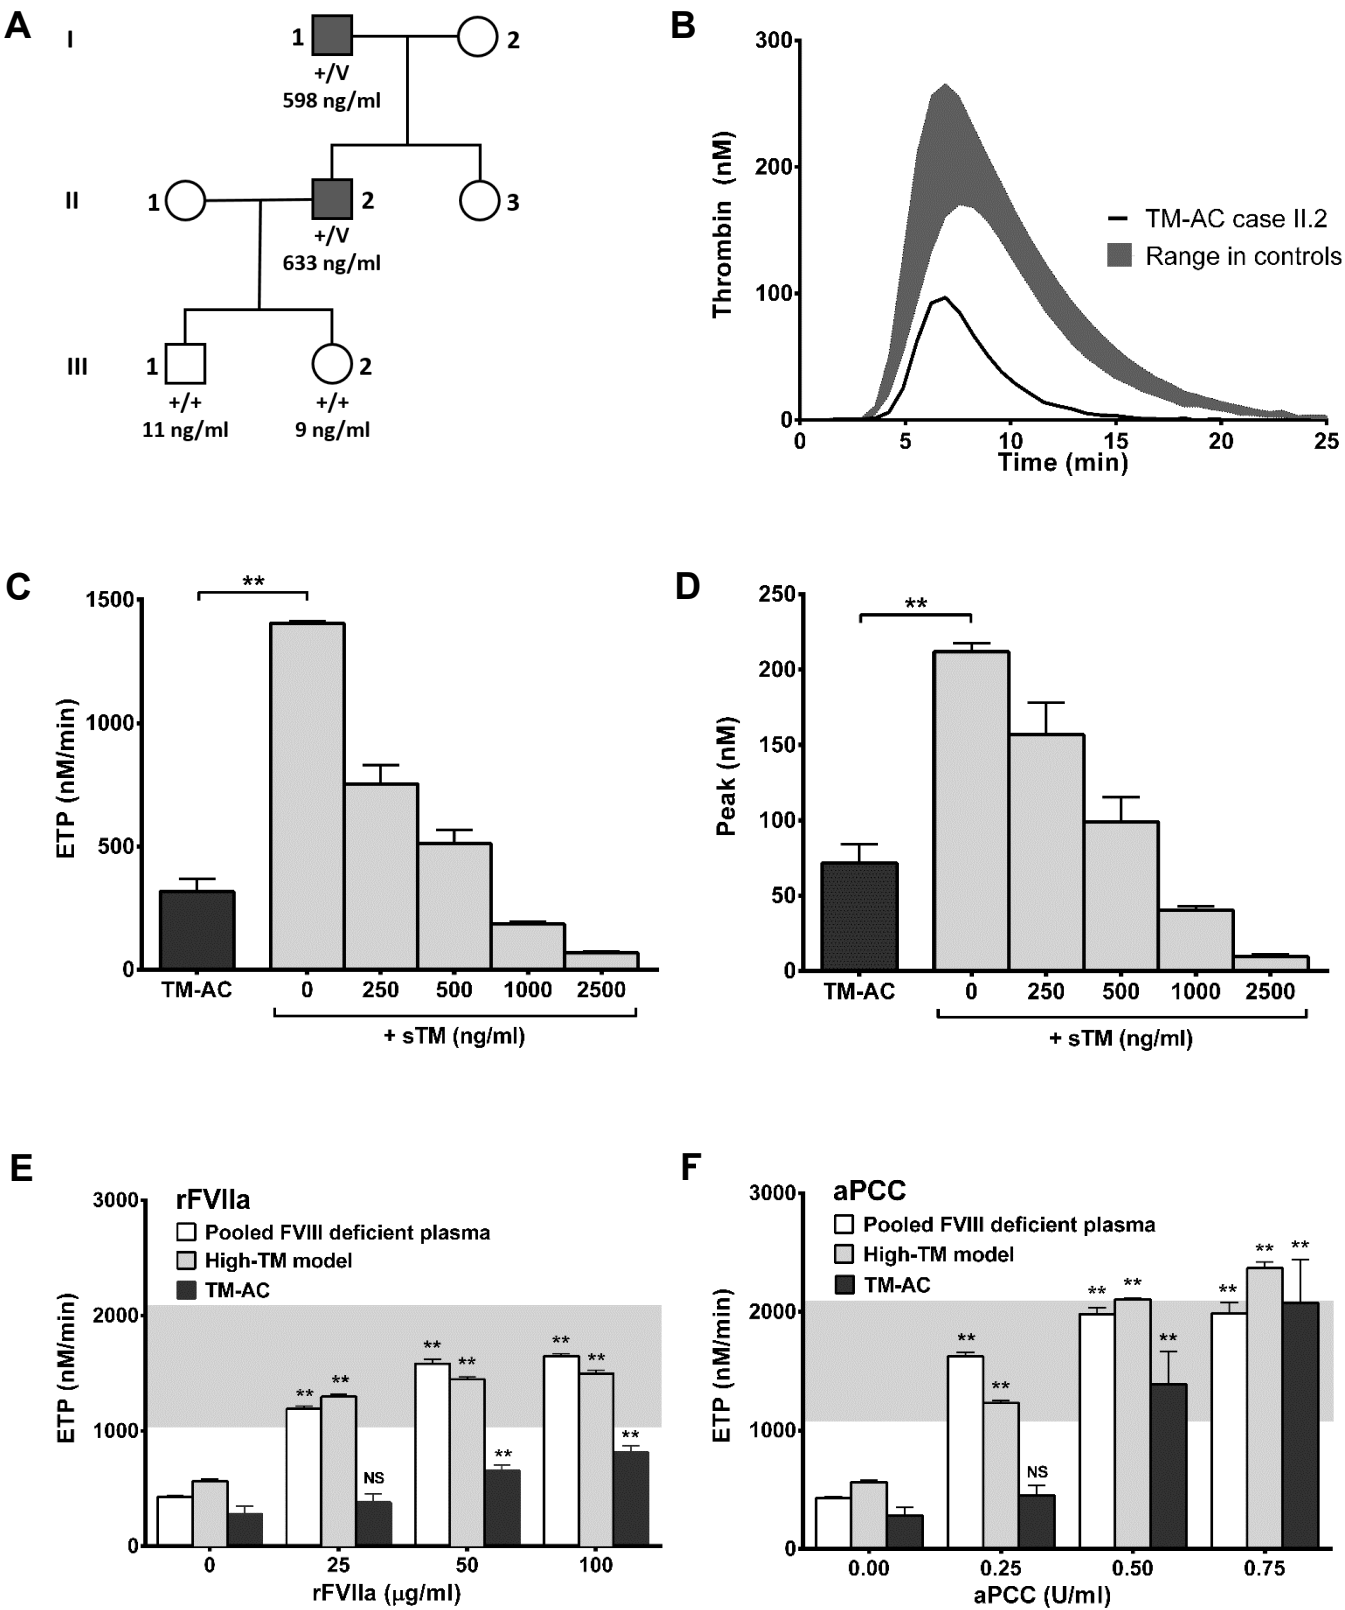 A
I
1
2
+/V
598 ng/ml
II
1
2
3
+/V
633 ng/ml
III
1
2
+/+
11 ng/ml
+/+
9 ng/ml
B
300
200
100
0
Thrombin (nM)
TM-AC case II.2
Range in controls
0
5
10
15
20
25
Time (min)
C
**
1500
1000
500
0
ETP (nM/min)
TM-AC
0
250
500
1000
2500
+ sTM (ng/ml)
D
**
250
200
150
100
50
0
Peak (nM)
TM-AC
0
250
500
1000
2500
+ sTM (ng/ml)
E
rFVIIa
Pooled FVIII deficient plasma
High-TM model
TM-AC
3000
2000
1000
0
ETP (nM/min)
**
**
NS
**
**
**
**
**
**
0
25
50
100
rFVIIa (μg/ml)
F
aPCC
Pooled FVIII deficient plasma
High-TM model
TM-AC
3000
2000
1000
0
ETP (nM/min)
**
**
NS
**
**
**
**
**
**
0.00
0.25
0.50
0.75
aPCC (U/ml)